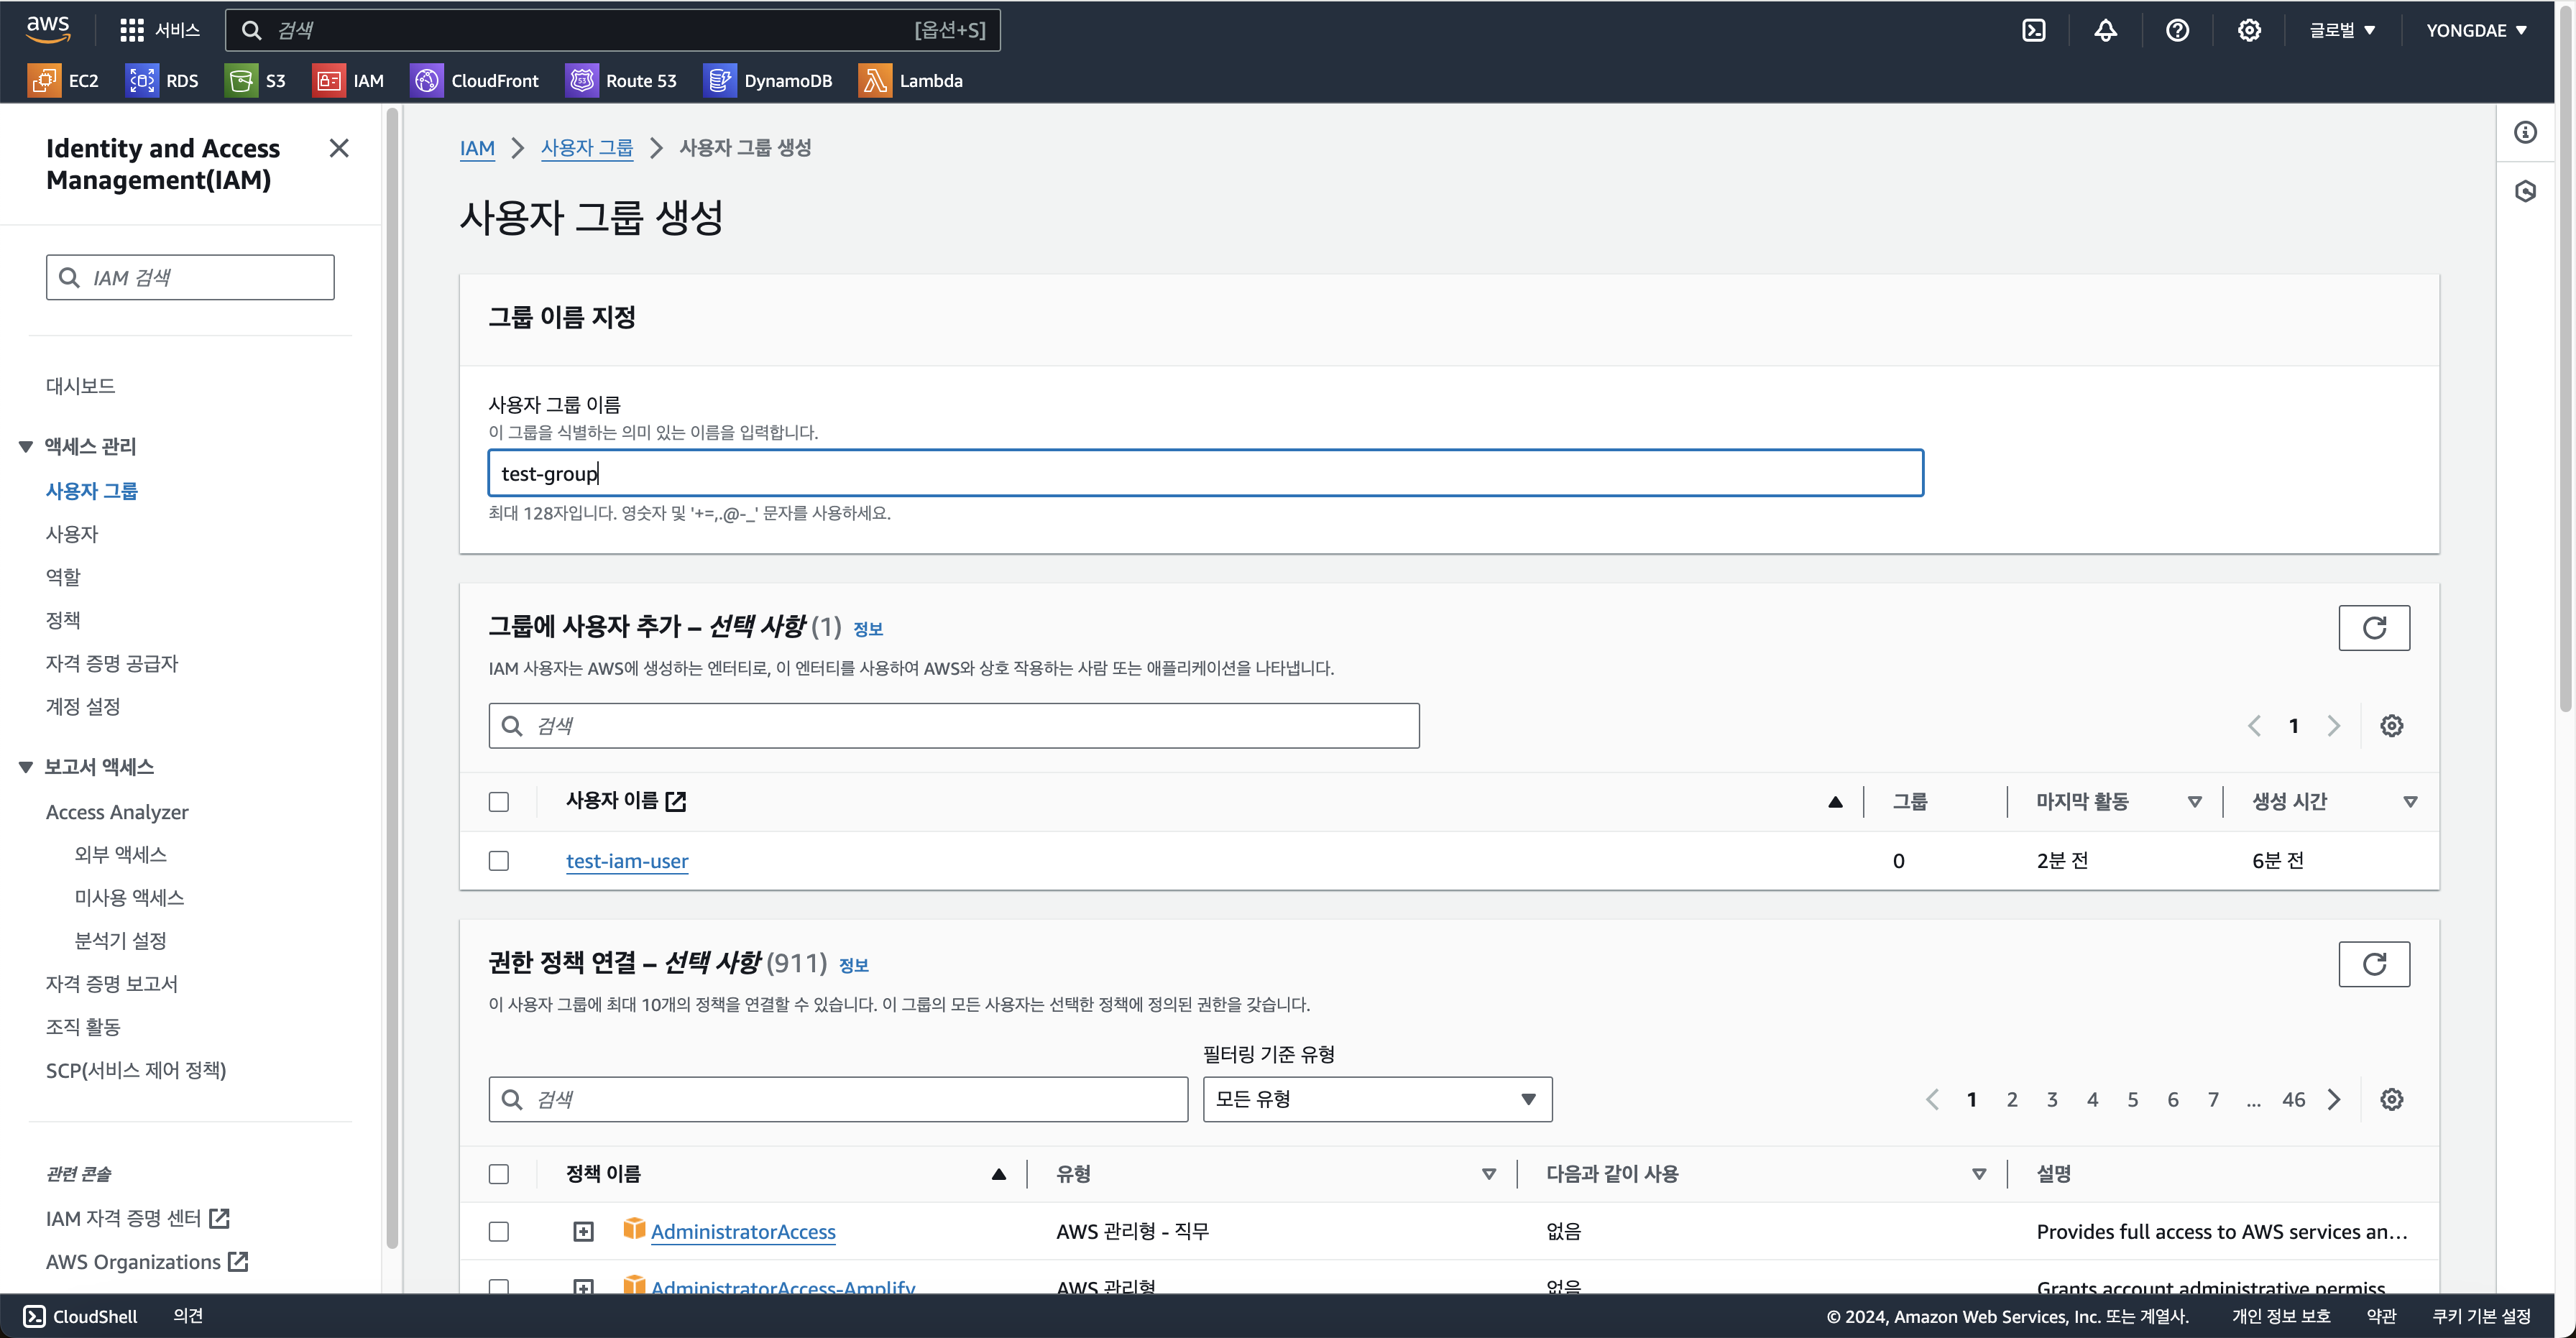 aws
서비스
검색
[옵션+S]
글로벌
YONGDAE
EC2
RDS
S3
IAM
CloudFront
Route 53
DynamoDB
Lambda
Identity and Access
Management(IAM)
IAM 검색
대시보드
액세스 관리
사용자 그룹
사용자
역할
정책
자격 증명 공급자
계정 설정
보고서 액세스
Access Analyzer
외부 액세스
미사용 액세스
분석기 설정
자격 증명 보고서
조직 활동
SCP(서비스 제어 정책)
관련 콘솔
IAM 자격 증명 센터
AWS Organizations
IAM > 사용자 그룹 > 사용자 그룹 생성
사용자 그룹 생성
그룹 이름 지정
사용자 그룹 이름
이 그룹을 식별하는 의미 있는 이름을 입력합니다.
test-group
최대 128자입니다. 영숫자 및 '+=,.@-_' 문자를 사용하세요.
그룹에 사용자 추가 – 선택 사항 (1) 정보
IAM 사용자는 AWS에 생성하는 엔터티로, 이 엔터티를 사용하여 AWS와 상호 작용하는 사람 또는 애플리케이션을 나타냅니다.
검색
1
사용자 이름 그룹 마지막 활동 생성 시간
test-iam-user 0 2분 전 6분 전
권한 정책 연결 – 선택 사항 (911) 정보
이 사용자 그룹에 최대 10개의 정책을 연결할 수 있습니다. 이 그룹의 모든 사용자는 선택한 정책에 정의된 권한을 갖습니다.
필터링 기준 유형
검색
모든 유형
1 2 3 4 5 6 7 ... 46
정책 이름 유형 다음과 같이 사용 설명
AdministratorAccess AWS 관리형 - 직무 없음 Provides full access to AWS services an...
AdministratorAccess-Amplify AWS 관리형 없음 Grants account administrative permiss...
CloudShell
의견
© 2024, Amazon Web Services, Inc. 또는 계열사.
개인 정보 보호
약관
쿠키 기본 설정